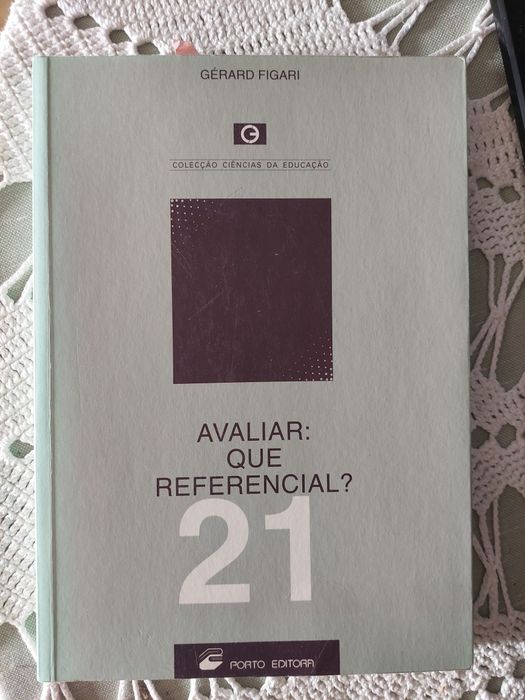 GÉRARD FIGARI
COLECÇÃO CIÊNCIAS DA EDUCAÇÃO
AVALIAR:
QUE
REFERENCIAL?
21
PORTO EDITORA